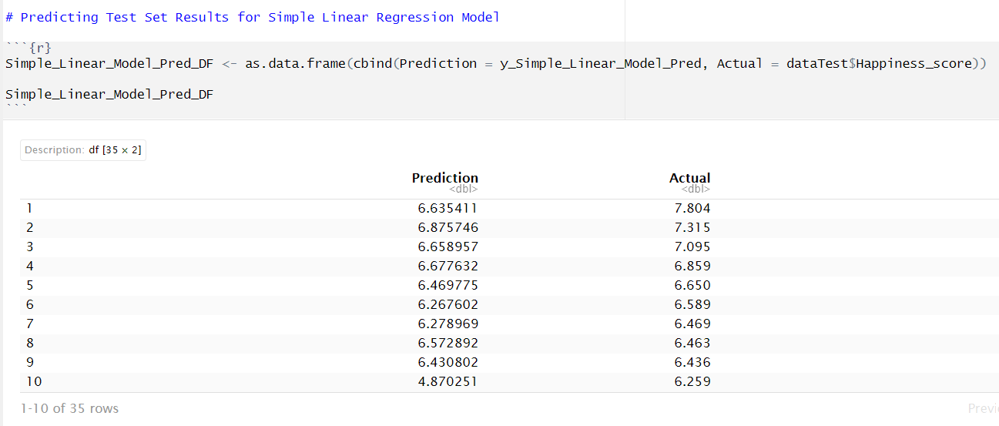 # Predicting Test Set Results for Simple Linear Regression Model
```{r}
Simple_Linear_Model_Pred_DF <- as.data.frame(cbind(Prediction = y_Simple_Linear_Model_Pred, Actual = dataTest$Happiness_score))
Simple_Linear_Model_Pred_DF
```
Description: df [35 × 2]
Prediction Actual
<dbl> <dbl>
1 6.635411 7.804
2 6.875746 7.315
3 6.658957 7.095
4 6.677632 6.859
5 6.469775 6.650
6 6.267602 6.589
7 6.278969 6.469
8 6.572892 6.463
9 6.430802 6.436
10 4.870251 6.259
1-10 of 35 rows Previ